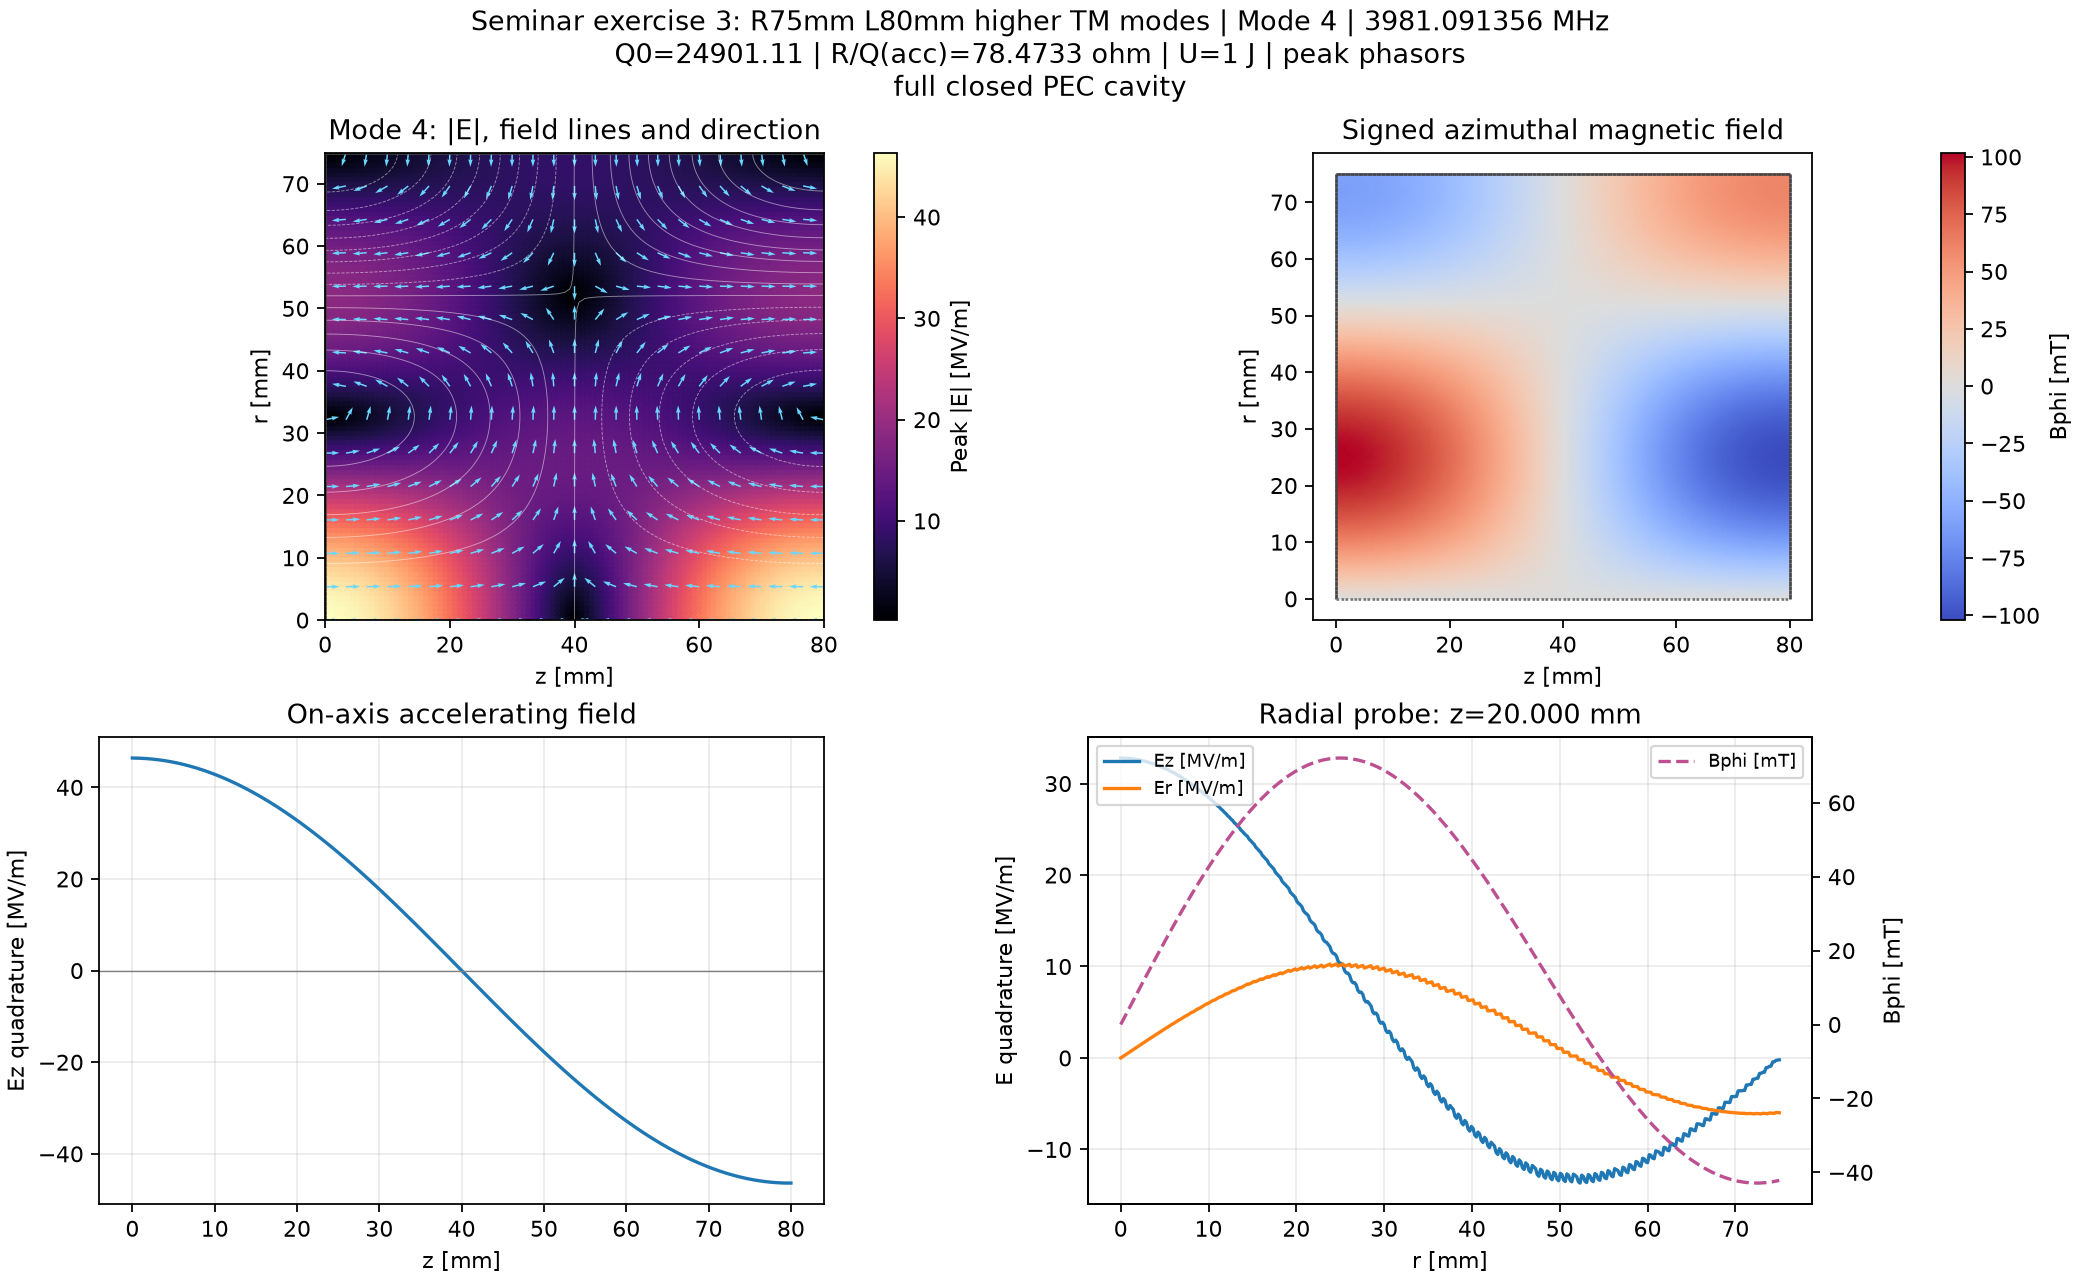 Seminar exercise 3: R75mm L80mm higher TM modes | Mode 4 | 3981.091356 MHz
Q0=24901.11 | R/Q(acc)=78.4733 ohm | U=1 J | peak phasors
full closed PEC cavity
Mode 4: |E|, field lines and direction
70
60
50
40
30
20
10
0
r [mm]
0 20 40 60 80
z [mm]
40
30
20
10
Peak |E| [MV/m]
Signed azimuthal magnetic field
70
60
50
40
30
20
10
0
r [mm]
0 20 40 60 80
z [mm]
100
75
50
25
0
−25
−50
−75
−100
Bphi [mT]
On-axis accelerating field
40
20
0
−20
−40
Ez quadrature [MV/m]
0 10 20 30 40 50 60 70 80
z [mm]
Radial probe: z=20.000 mm
Ez [MV/m]
Er [MV/m]
Bphi [mT]
30
20
10
0
−10
E quadrature [MV/m]
60
40
20
0
−20
−40
Bphi [mT]
0 10 20 30 40 50 60 70
r [mm]